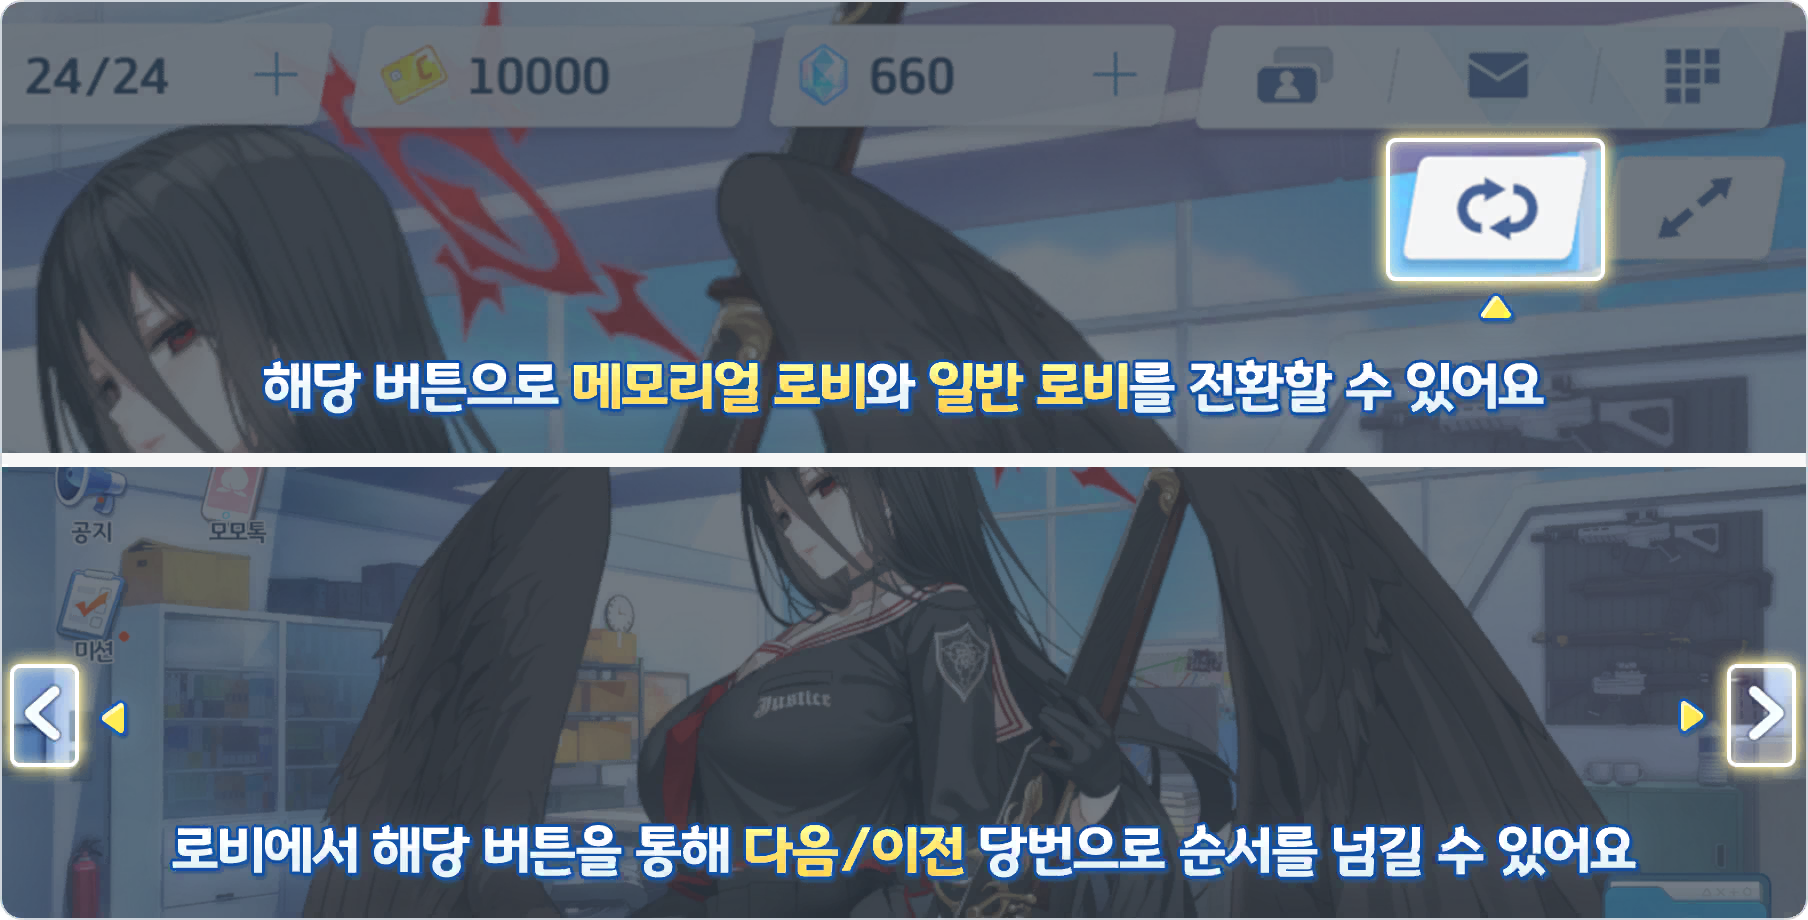 24/24
10000
660
해당 버튼으로 메모리얼 로비와 일반 로비를 전환할 수 있어요
공지
모모톡
미션
Justice
로비에서 해당 버튼을 통해 다음/이전 당번으로 순서를 넘길 수 있어요